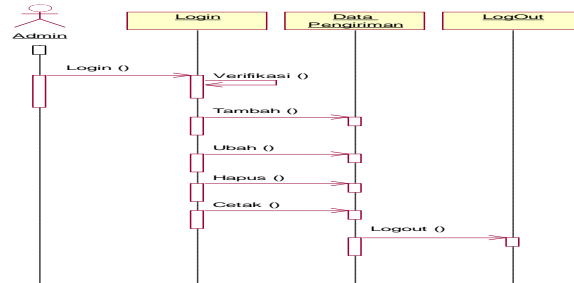 Admin
Login
Data
Pengiriman
LogOut
Login ()
Verifikasi ()
Tambah ()
Ubah ()
Hapus ()
Cetak ()
Logout ()